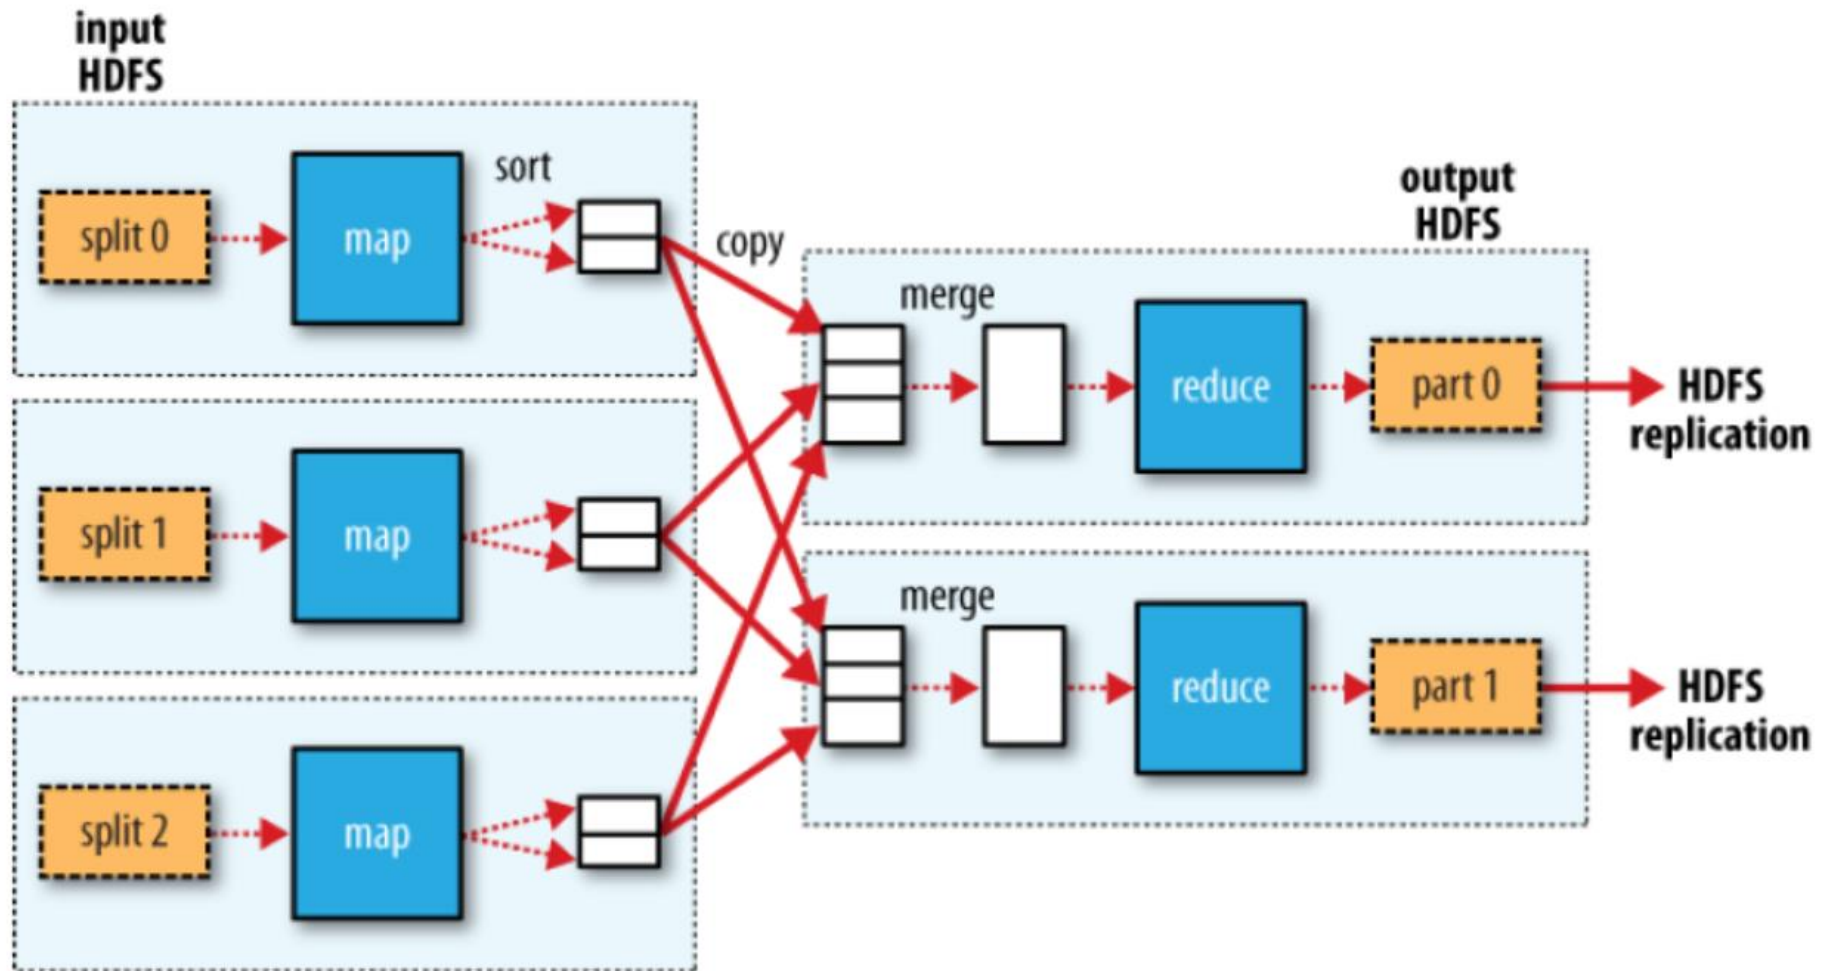 input
HDFS
sort
split 0
map
copy
output
HDFS
merge
reduce
part 0
HDFS
replication
split 1
map
merge
reduce
part 1
HDFS
replication
split 2
map